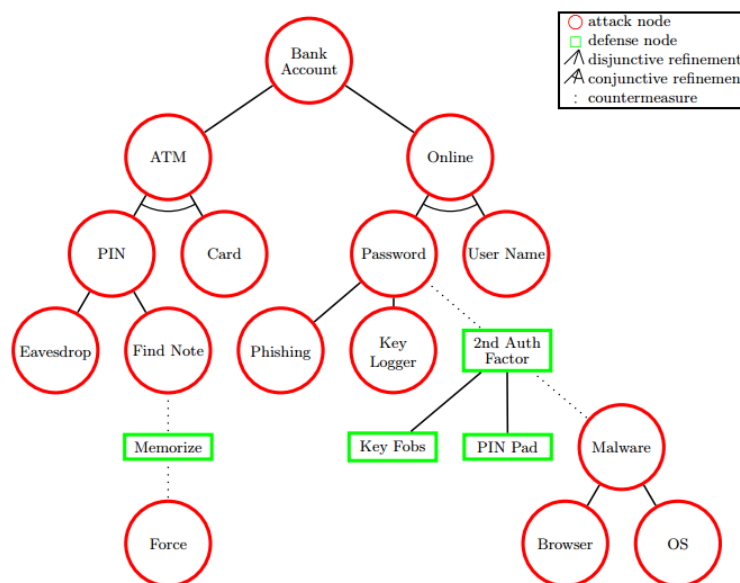 attack node
defense node
disjunctive refinement
conjunctive refinement
: countermeasure
Bank
Account
ATM
Online
PIN
Card
Password
User Name
Eavesdrop
Find Note
Phishing
Key
Logger
2nd Auth
Factor
Memorize
Key Fobs
PIN Pad
Malware
Force
Browser
OS